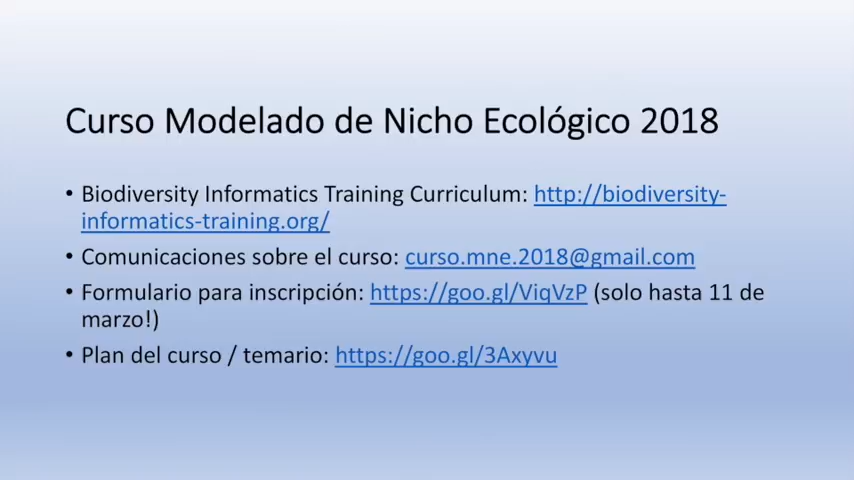 Curso Modelado de Nicho Ecológico 2018
• Biodiversity Informatics Training Curriculum: http://biodiversity-
informatics-training.org/
• Comunicaciones sobre el curso: curso.mne.2018@gmail.com
• Formulario para inscripción: https://goo.gl/ViqVzP (solo hasta 11 de
marzo!)
• Plan del curso / temario: https://goo.gl/3Axyvu